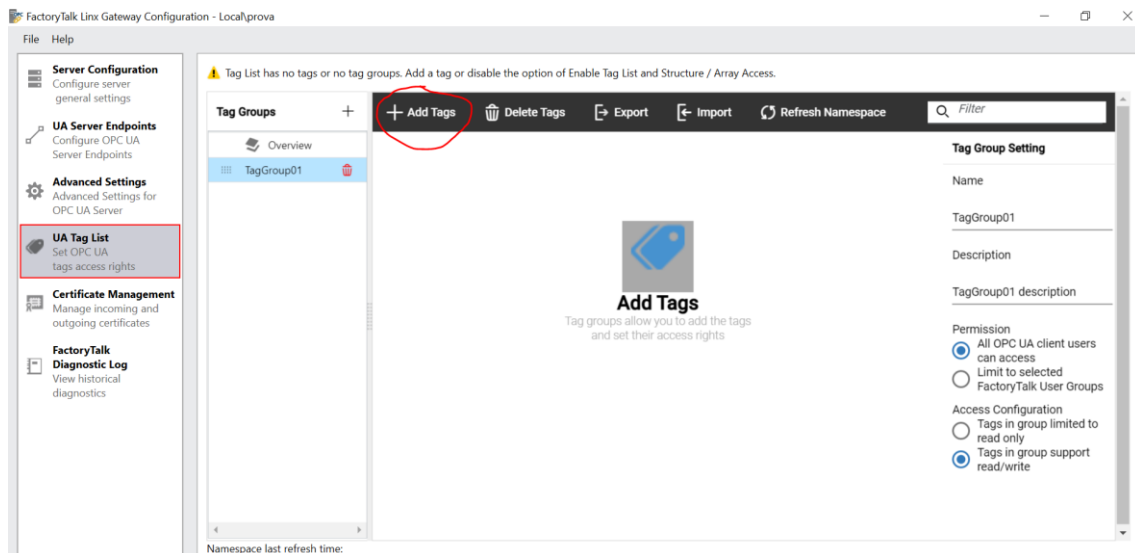 FactoryTalk Linx Gateway Configuration - Local\prova
File Help
Server Configuration
Configure server
general settings
UA Server Endpoints
Configure OPC UA
Server Endpoints
Advanced Settings
Advanced Settings for
OPC UA Server
UA Tag List
Set OPC UA
tags access rights
Certificate Management
Manage incoming and
outgoing certificates
FactoryTalk
Diagnostic Log
View historical
diagnostics
Tag List has no tags or no tag groups. Add a tag or disable the option of Enable Tag List and Structure / Array Access.
Tag Groups
Overview
TagGroup01
Add Tags Delete Tags Export Import Refresh Namespace Filter
Add Tags
Tag groups allow you to add the tags
and set their access rights
Tag Group Setting
Name
TagGroup01
Description
TagGroup01 description
Permission
All OPC UA client users
can access
Limit to selected
FactoryTalk User Groups
Access Configuration
Tags in group limited to
read only
Tags in group support
read/write
Namespace last refresh time: